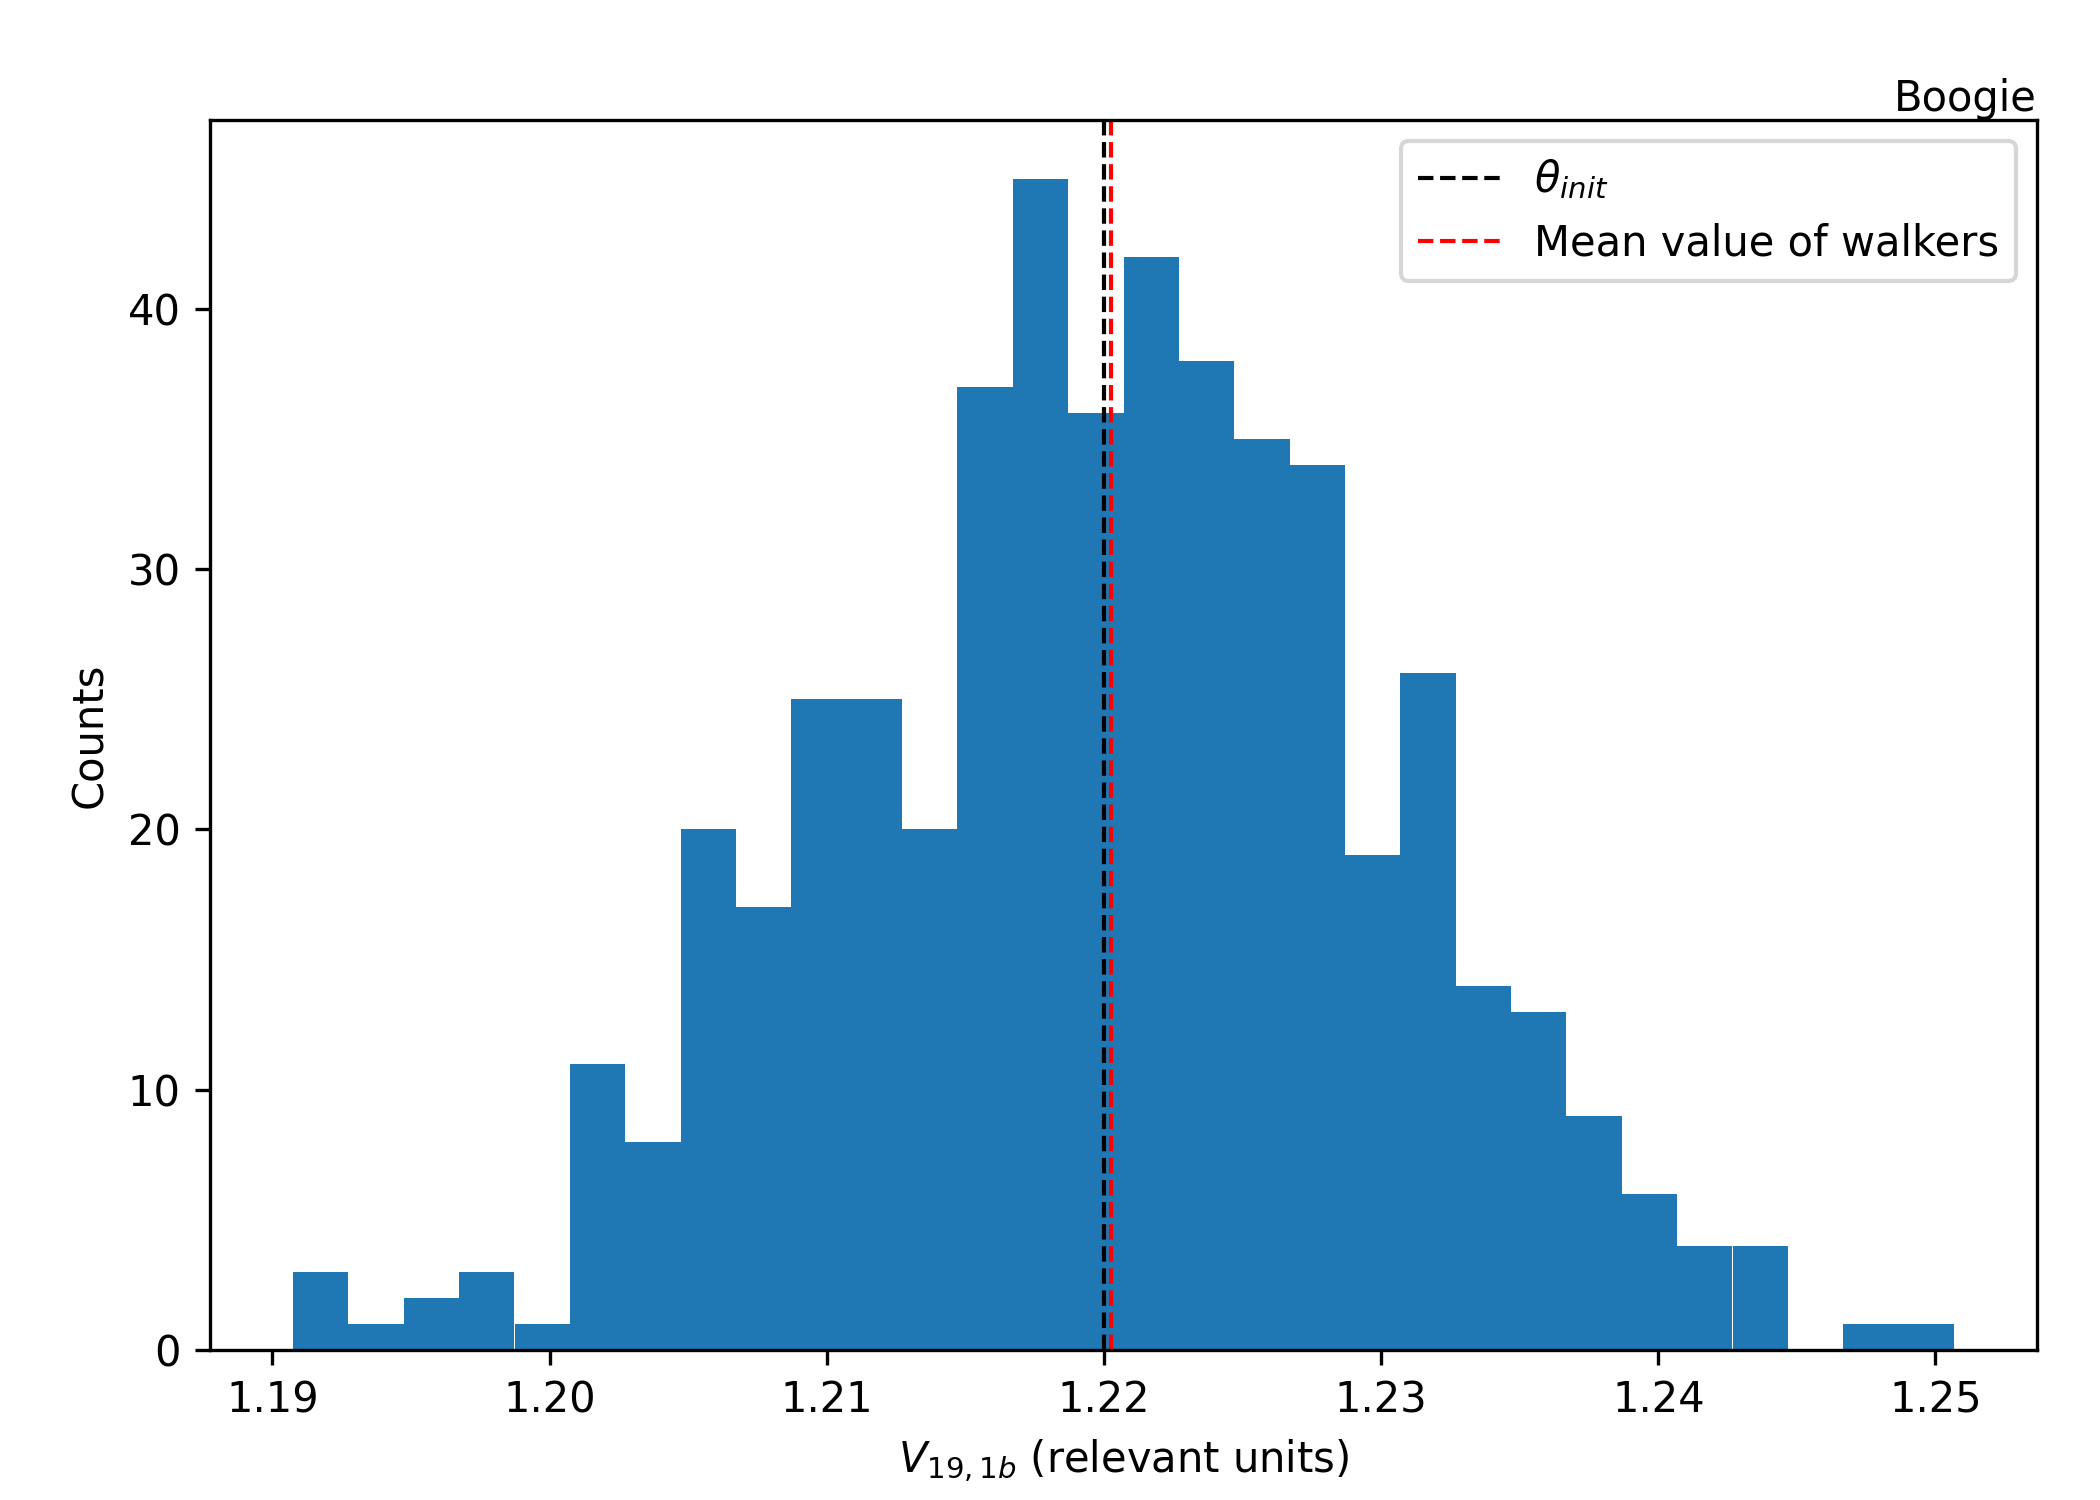 Boogie
θ_init
Mean value of walkers
40
30
20
10
0
Counts
1.19 1.20 1.21 1.22 1.23 1.24 1.25
V_19,1b (relevant units)